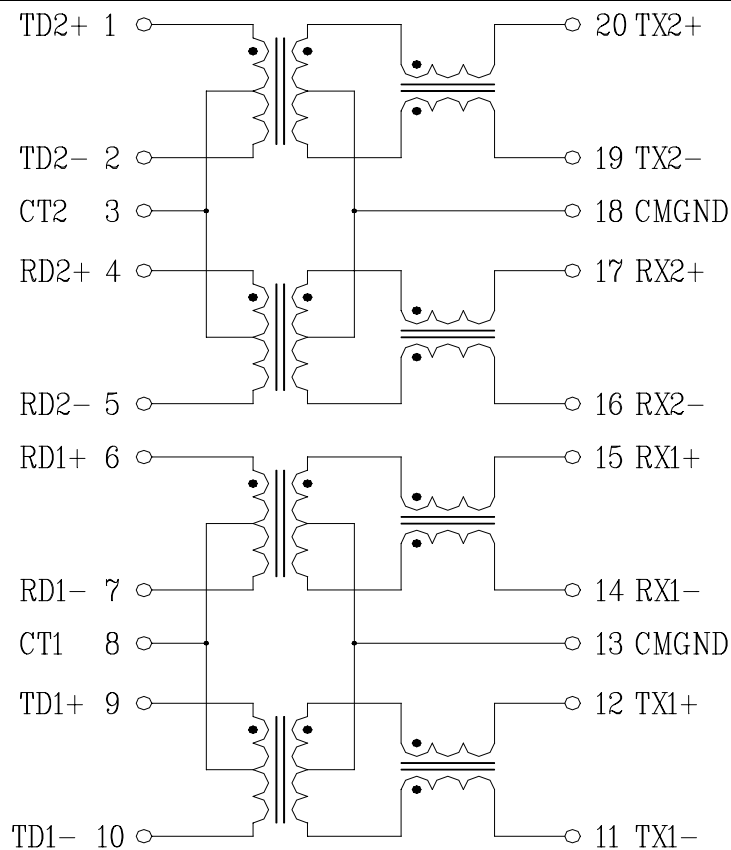 TD2+ 1 20 TX2+
TD2- 2 19 TX2-
CT2 3 18 CMGND
RD2+ 4 17 RX2+
RD2- 5 16 RX2-
RD1+ 6 15 RX1+
RD1- 7 14 RX1-
CT1 8 13 CMGND
TD1+ 9 12 TX1+
TD1- 10 11 TX1-